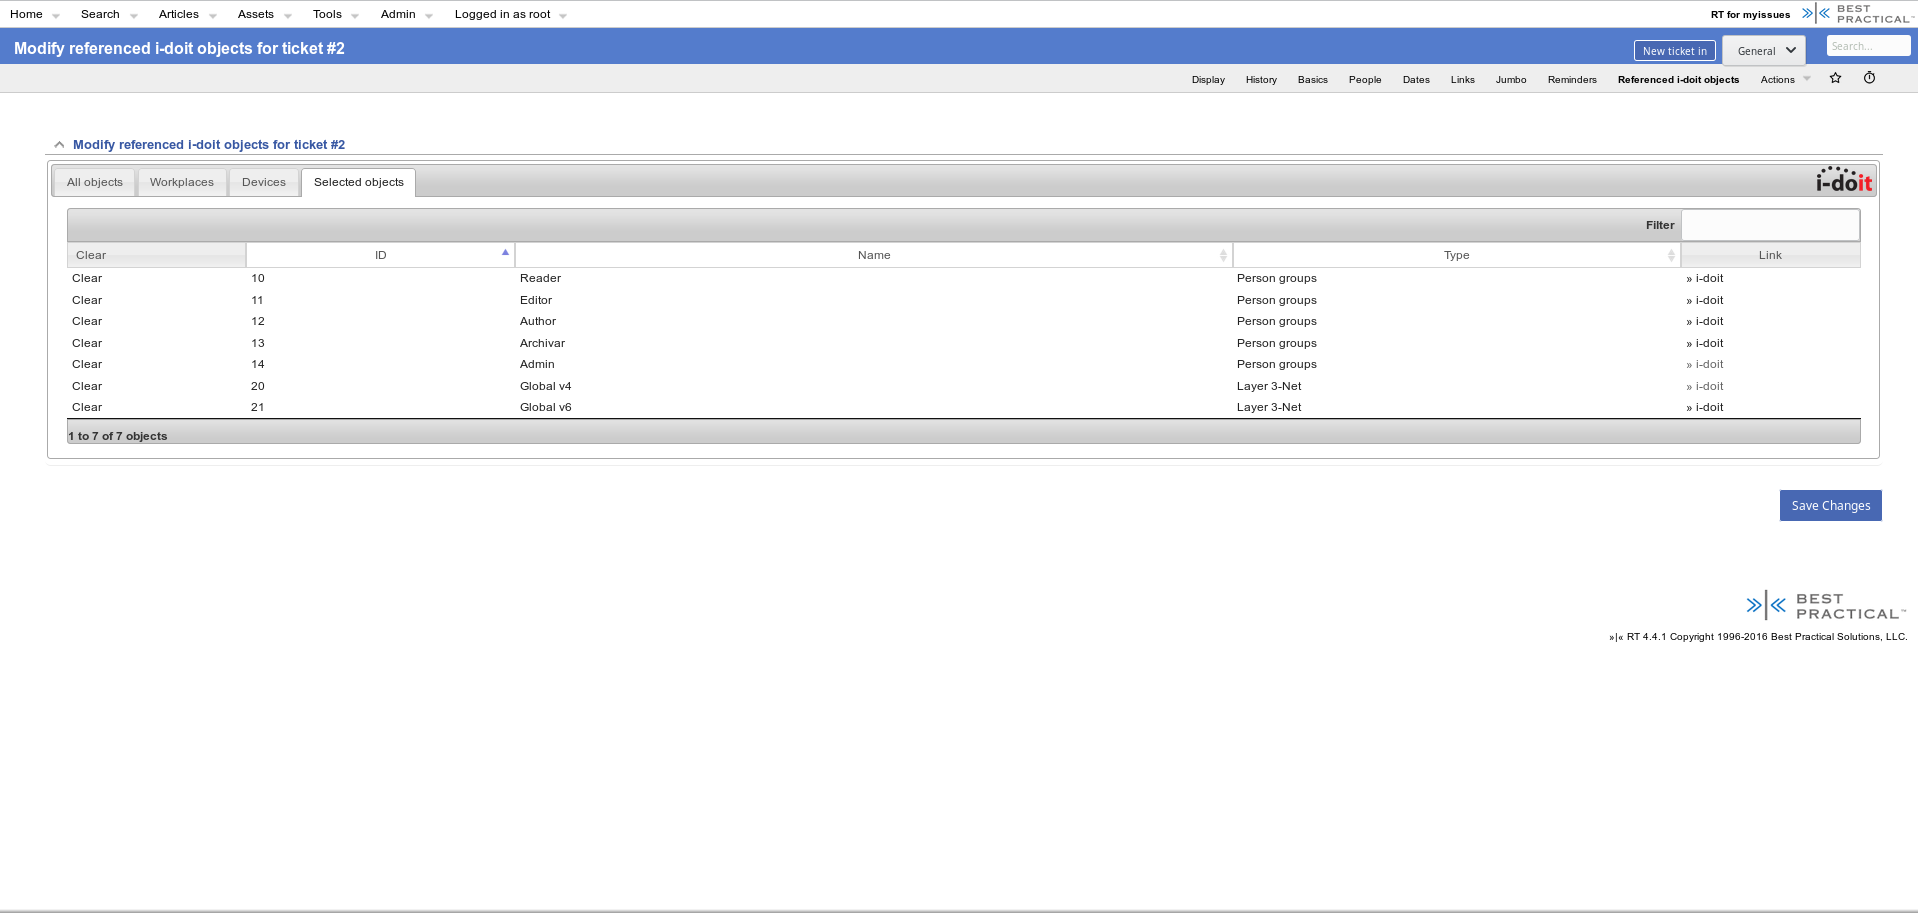 Home Search Articles Assets Tools Admin Logged in as root RT for myissues BEST PRACTICAL™
Modify referenced i-doit objects for ticket #2 New ticket in General Search...
Display History Basics People Dates Links Jumbo Reminders Referenced i-doit objects Actions
Modify referenced i-doit objects for ticket #2
All objects Workplaces Devices Selected objects i-doit
Filter
Clear ID Name Type Link
Clear 10 Reader Person groups » i-doit
Clear 11 Editor Person groups » i-doit
Clear 12 Author Person groups » i-doit
Clear 13 Archivar Person groups » i-doit
Clear 14 Admin Person groups » i-doit
Clear 20 Global v4 Layer 3-Net » i-doit
Clear 21 Global v6 Layer 3-Net » i-doit
1 to 7 of 7 objects
Save Changes
BEST
PRACTICAL™
»|« RT 4.4.1 Copyright 1996-2016 Best Practical Solutions, LLC.